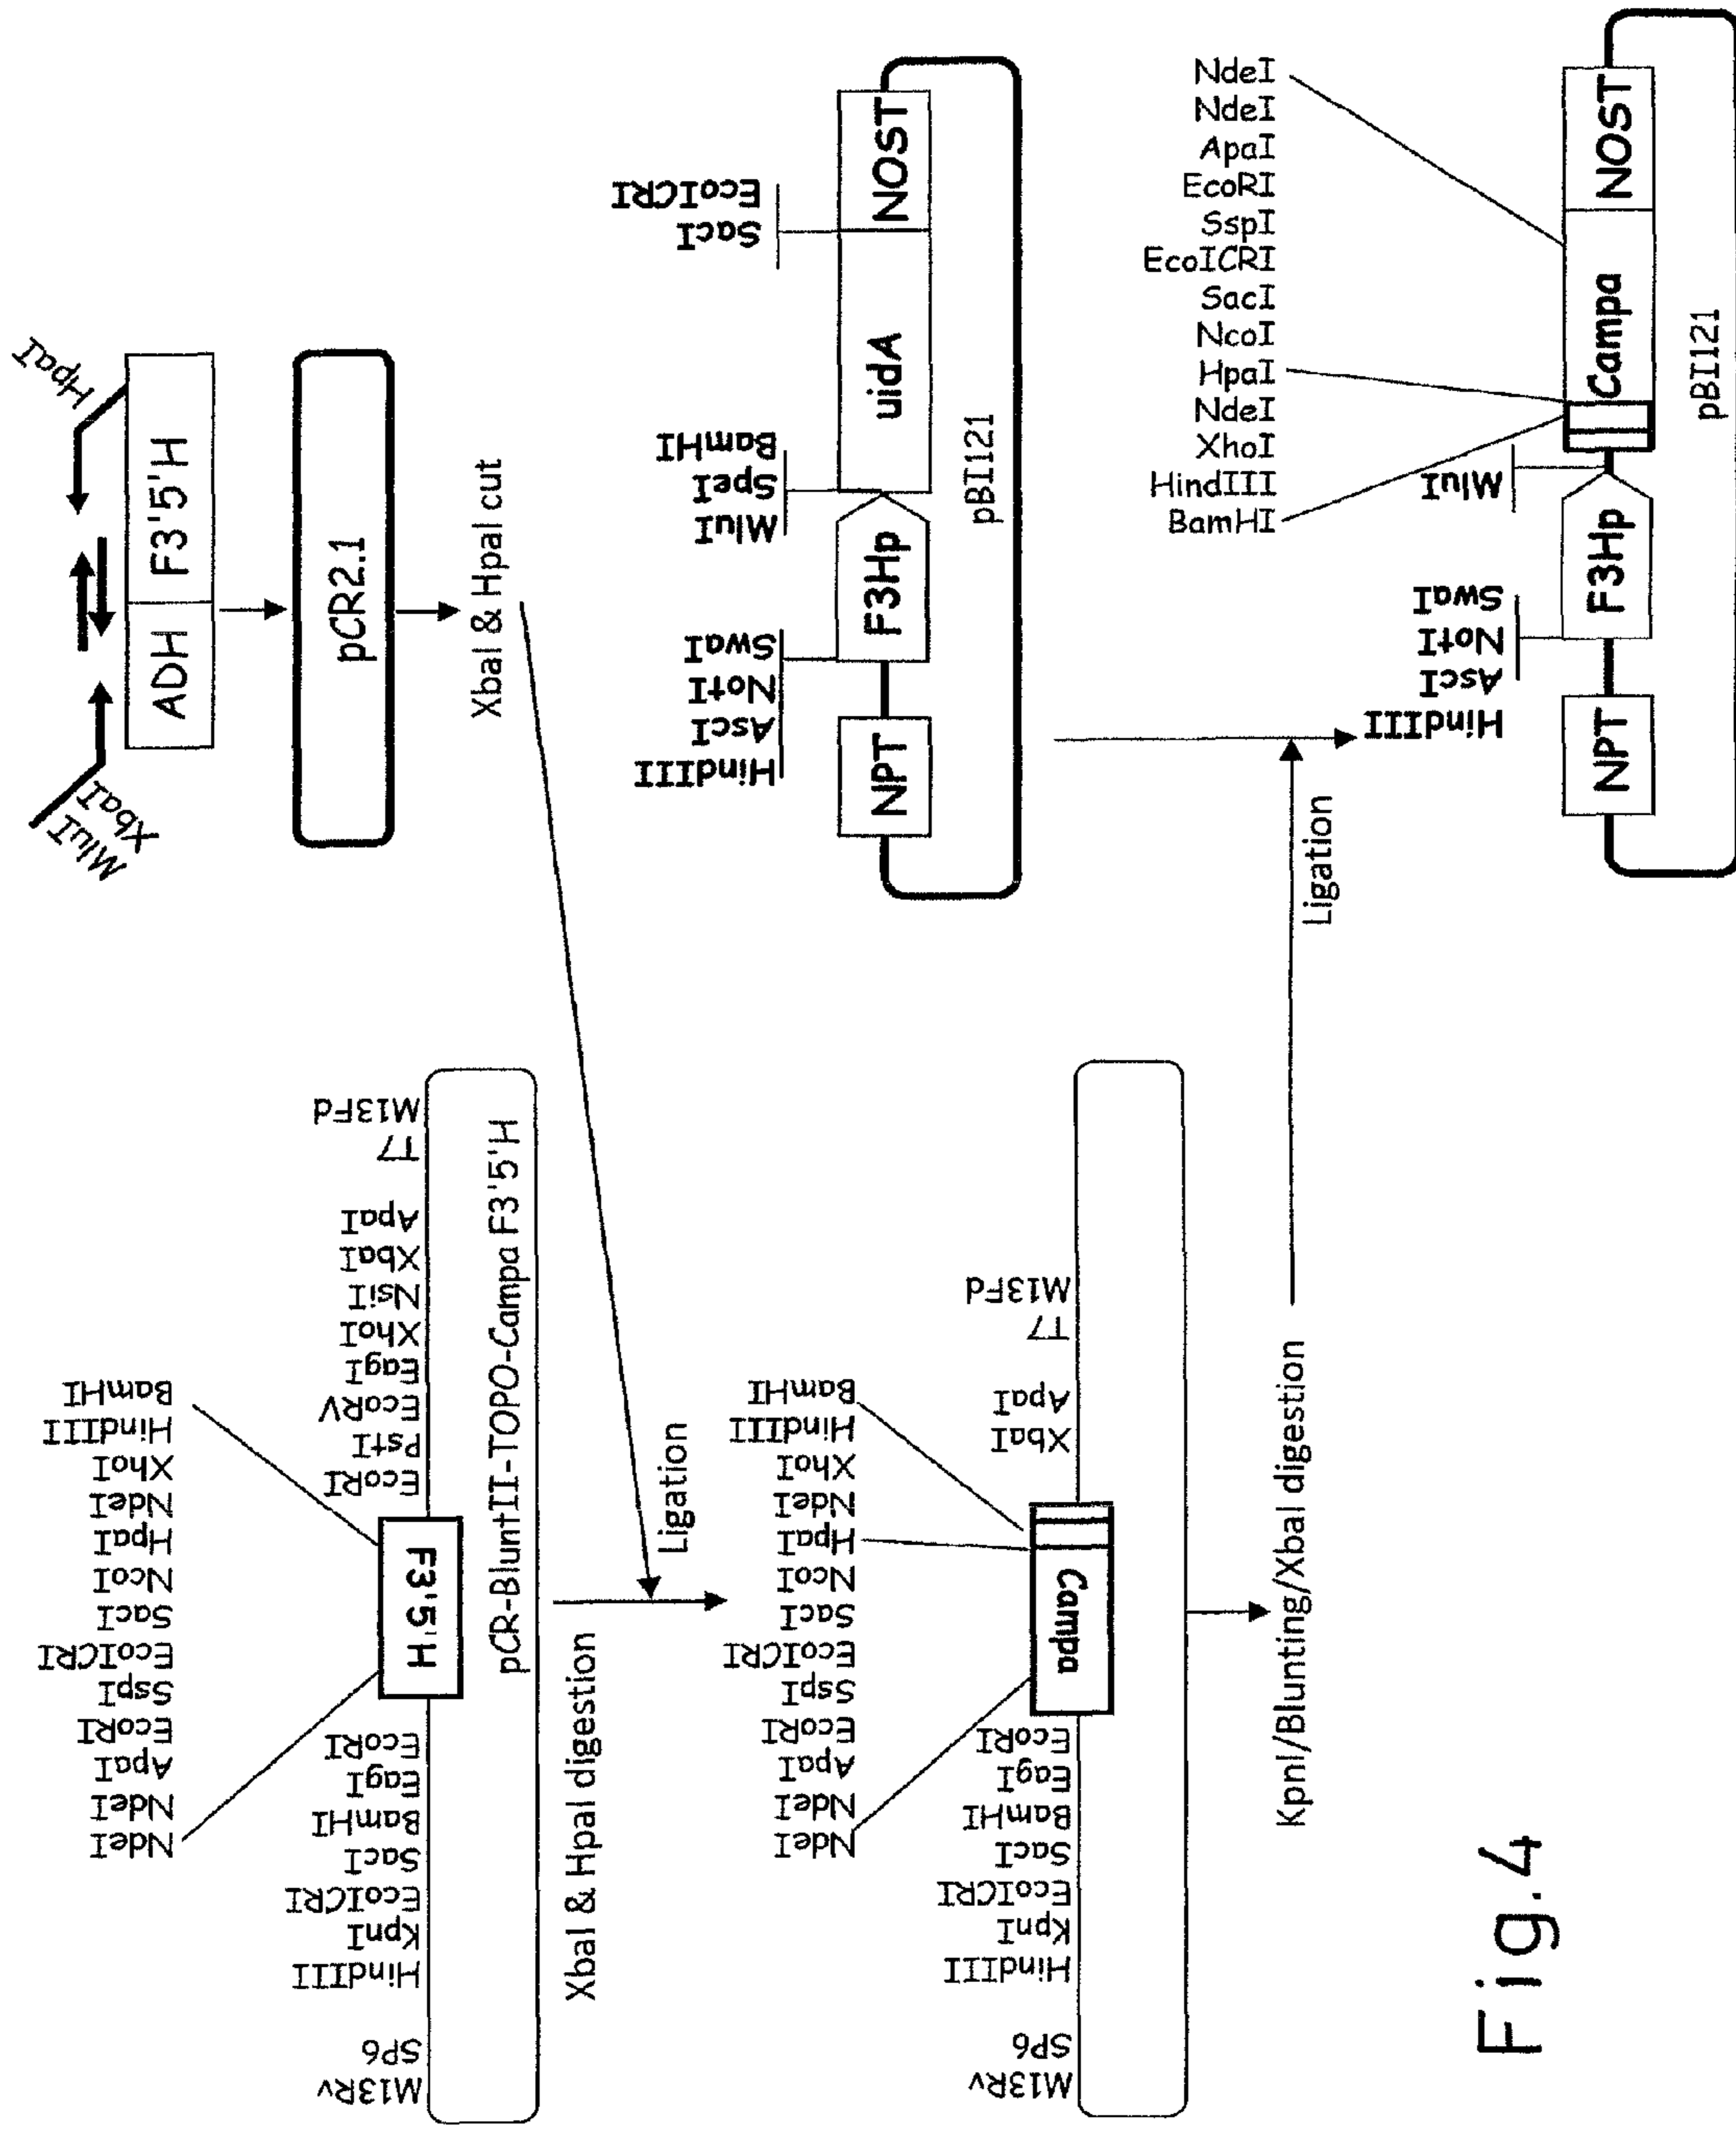 MluI
XbaI
HpaI
ADH
F3'5'H
pCR2.1
XbaI & HpaI cut
NdeI
NdeI
ApaI
EcoRI
SspI
EcoICRI
SacI
NcoI
HpaI
NdeI
XhoI
HindIII
BamHI
M13Rv
SP6
HindIII
KpnI
EcoICRI
SacI
BamHI
EagI
EcoRI
F3'5'H
EcoRI
PstI
EcoRV
EagI
XhoI
NsiI
XbaI
ApaI
T7
M13Fd
pCR-BluntII-TOPO-Campa F3'5'H
XbaI & HpaI digestion
Ligation
HindIII
AscI
NotI
SwaI
MluI
SpeI
BamHI
SacI
EcoICRI
NPT
F3Hp
uidA
NOST
pBI121
NdeI
NdeI
ApaI
EcoRI
SspI
EcoICRI
SacI
NcoI
HpaI
NdeI
XhoI
HindIII
BamHI
M13Rv
SP6
HindIII
KpnI
EcoICRI
SacI
BamHI
EagI
EcoRI
Campa
XbaI
ApaI
T7
M13Fd
KpnI/Blunting/XbaI digestion
Ligation
NdeI
NdeI
ApaI
EcoRI
SspI
EcoICRI
SacI
NcoI
HpaI
NdeI
XhoI
HindIII
BamHI
HindIII
AscI
NotI
SwaI
MluI
NPT
F3Hp
Campa
NOST
pBI121
Fig.4